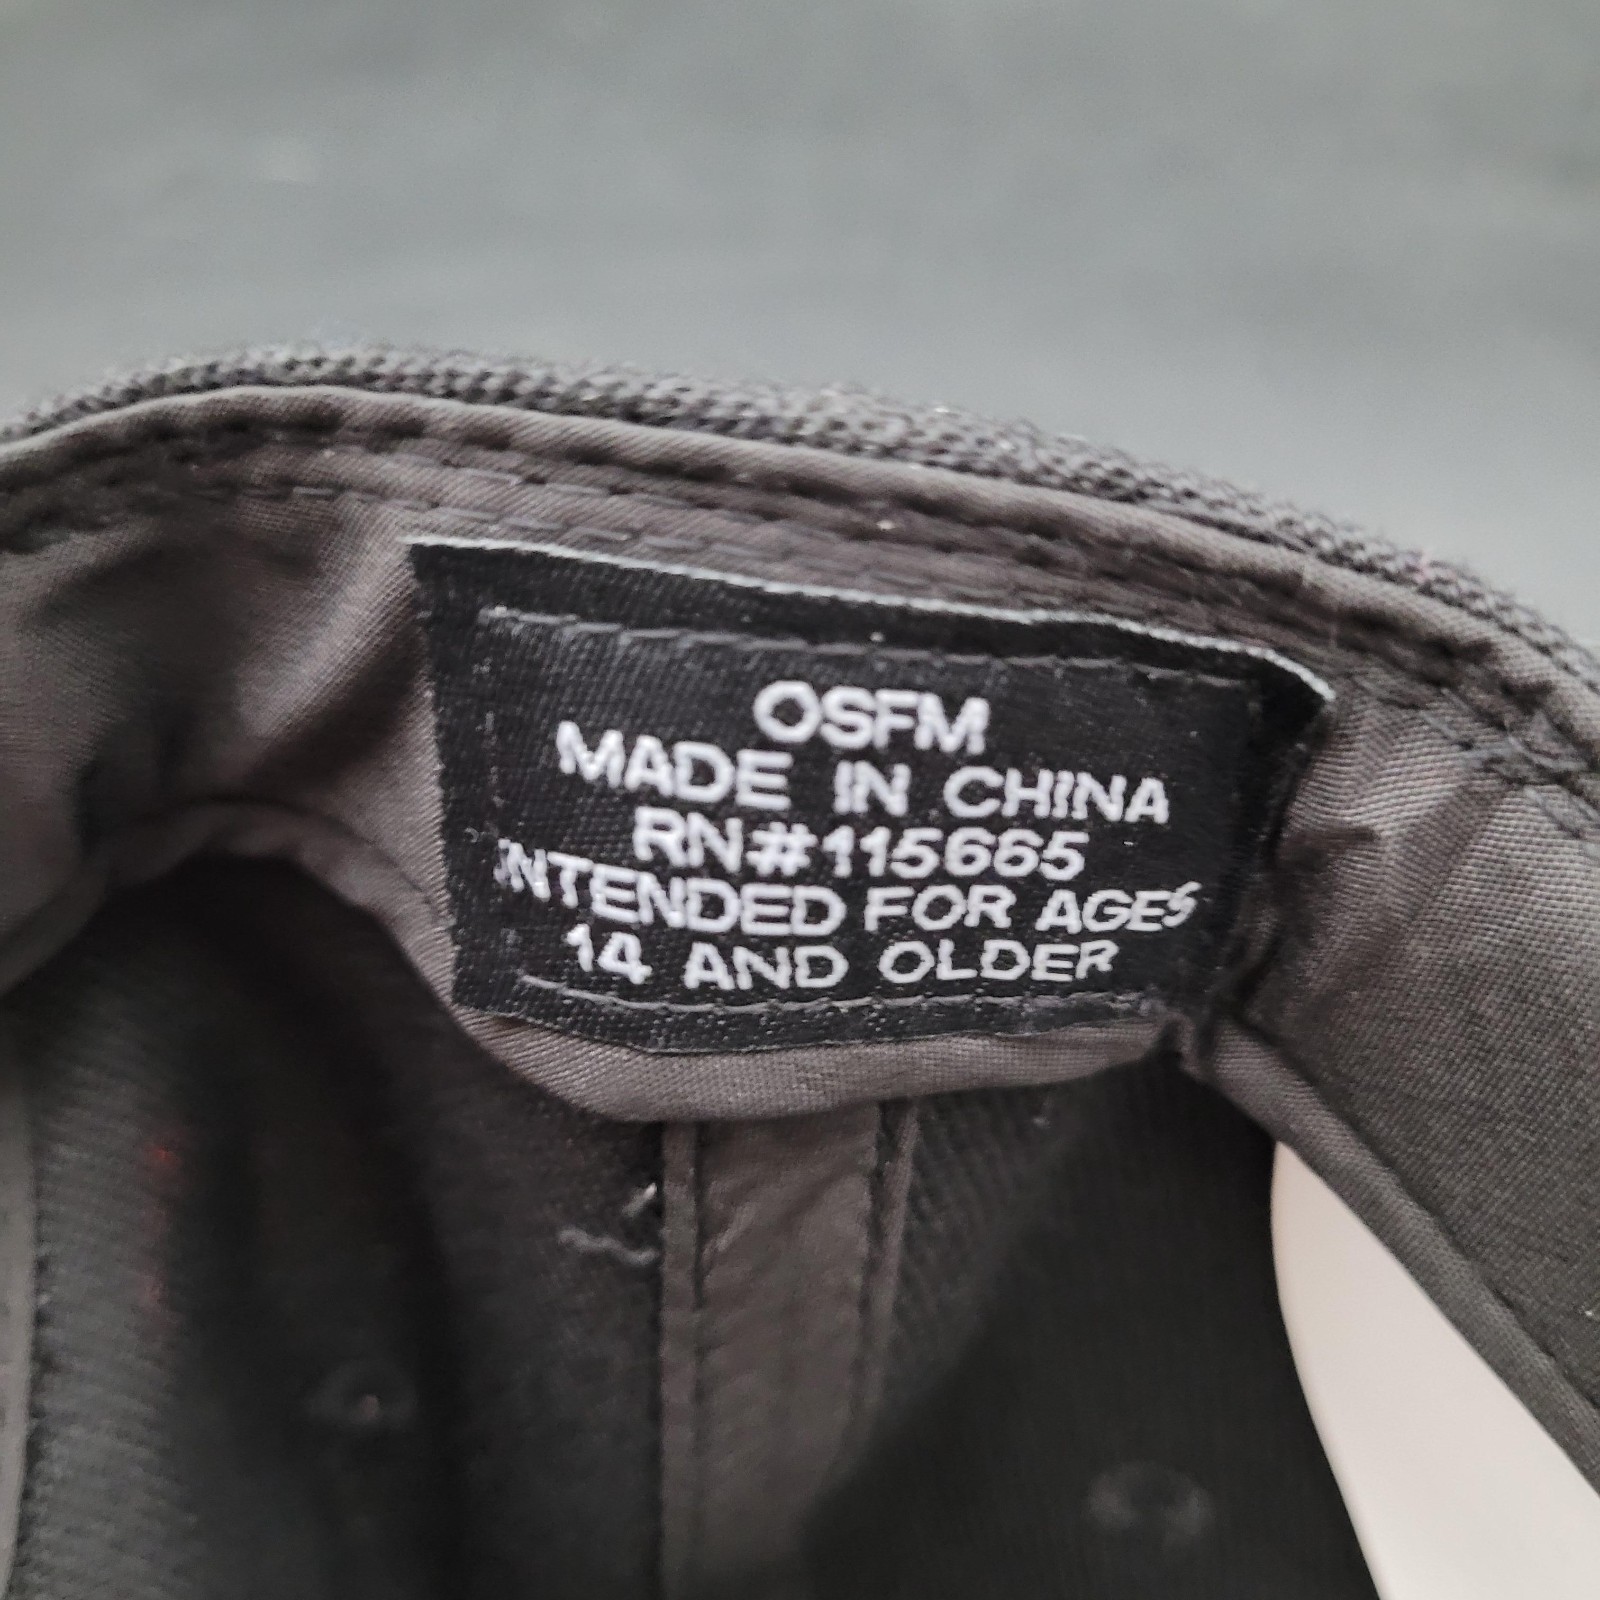 OSFM
MADE IN CHINA
RN#115665
INTENDED FOR AGES
14 AND OLDER